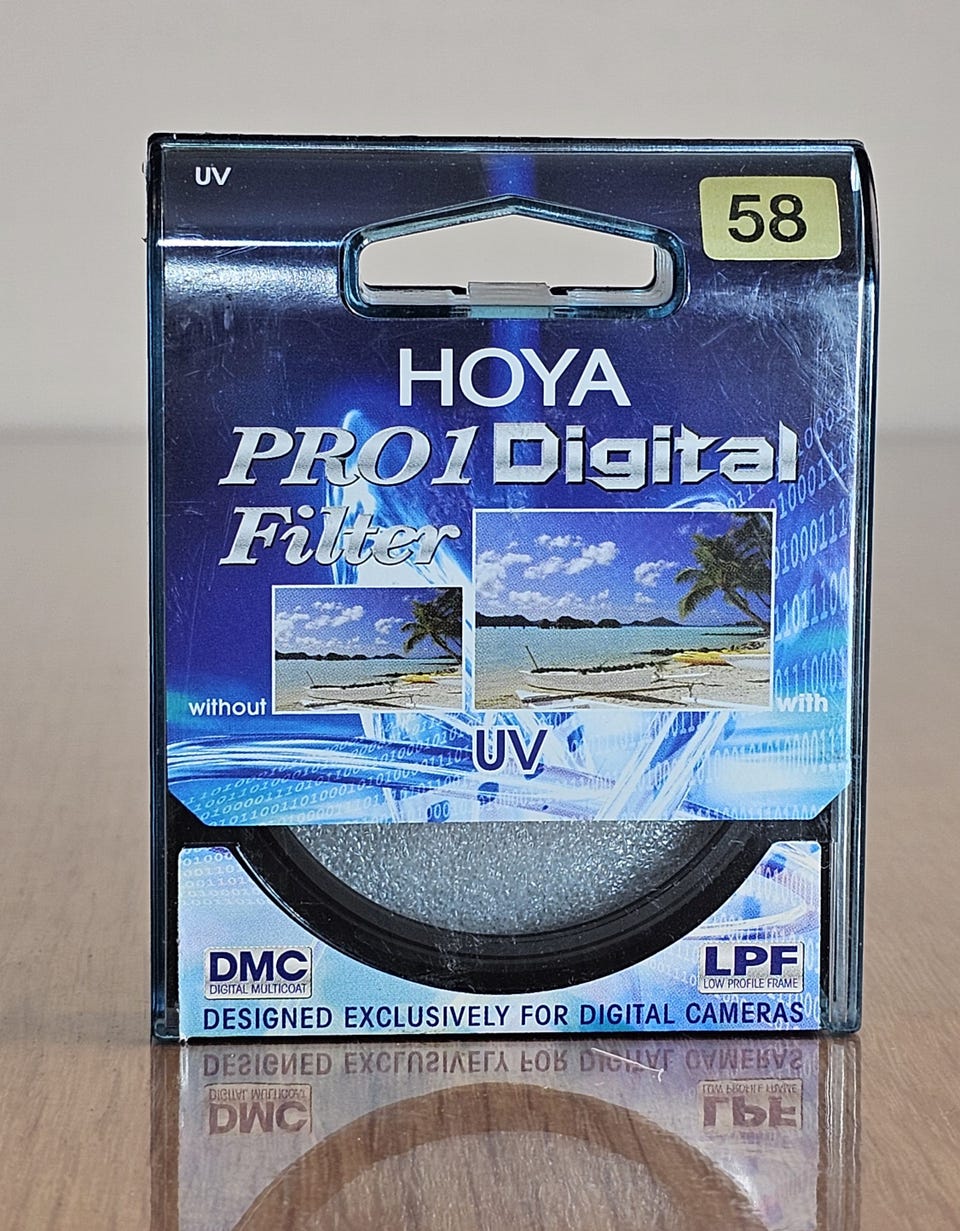 UV
58
HOYA
PRO1 Digital
Filter
without
with
UV
DMC
DIGITAL MULTICOAT
LPF
LOW PROFILE FRAME
DESIGNED EXCLUSIVELY FOR DIGITAL CAMERAS